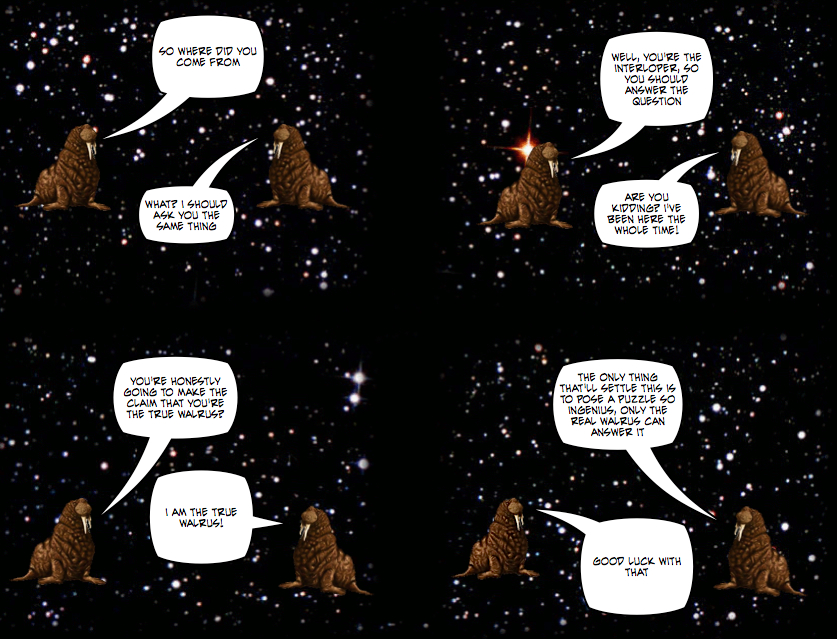 SO WHERE DID YOU
COME FROM
WHAT? I SHOULD
ASK YOU THE
SAME THING
WELL, YOU'RE THE
INTERLOPER, SO
YOU SHOULD
ANSWER THE
QUESTION
ARE YOU
KIDDING? I'VE
BEEN HERE THE
WHOLE TIME!
YOU'RE HONESTLY
GOING TO MAKE THE
CLAIM THAT YOU'RE
THE TRUE WALRUS?
I AM THE TRUE
WALRUS!
THE ONLY THING
THAT'LL SETTLE THIS IS
TO POSE A PUZZLE SO
INGENIUS, ONLY THE
REAL WALRUS CAN
ANSWER IT
GOOD LUCK WITH
THAT